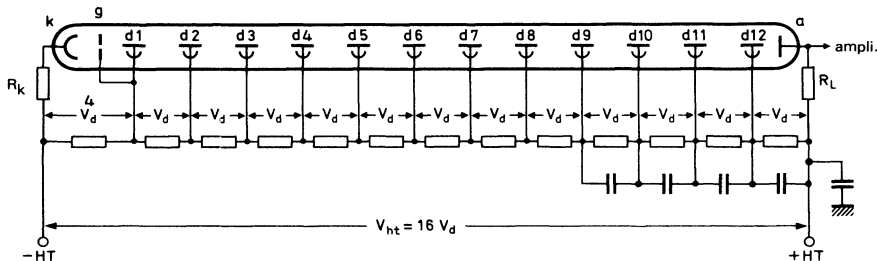 k g d1 d2 d3 d4 d5 d6 d7 d8 d9 d10 d11 d12 a
ampli.
Rk RL
4
Vd Vd Vd Vd Vd Vd Vd Vd Vd Vd Vd Vd Vd
Vht = 16 Vd
−HT +HT